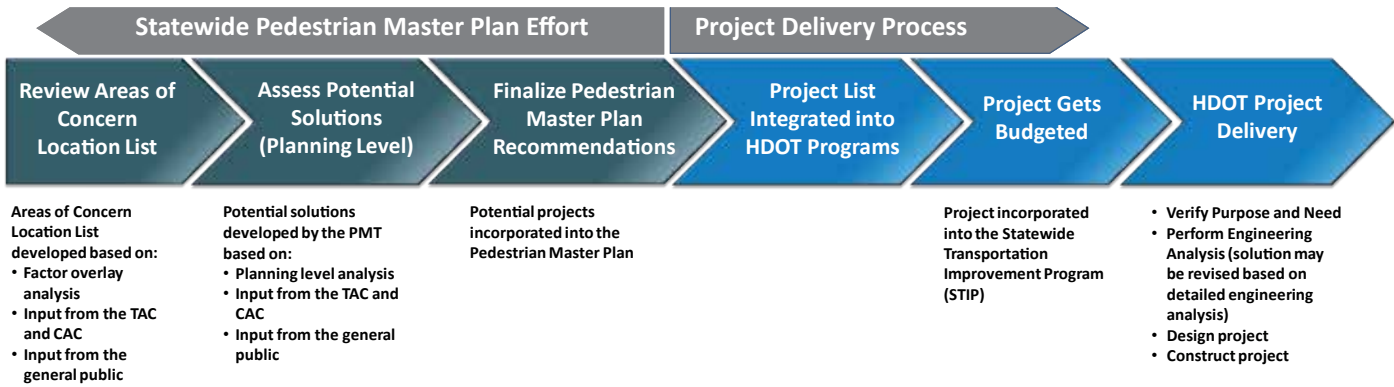 Statewide Pedestrian Master Plan Effort
Project Delivery Process
Review Areas of
Concern
Location List
Assess Potential
Solutions
(Planning Level)
Finalize Pedestrian
Master Plan
Recommendations
Project List
Integrated into
HDOT Programs
Project Gets
Budgeted
HDOT Project
Delivery
Areas of Concern
Location List
developed based on:
• Factor overlay
analysis
• Input from the TAC
and CAC
• Input from the
general public
Potential solutions
developed by the PMT
based on:
• Planning level analysis
• Input from the TAC and
CAC
• Input from the general
public
Potential projects
incorporated into the
Pedestrian Master Plan
Project incorporated
into the Statewide
Transportation
Improvement Program
(STIP)
• Verify Purpose and Need
• Perform Engineering
Analysis (solution may
be revised based on
detailed engineering
analysis)
• Design project
• Construct project